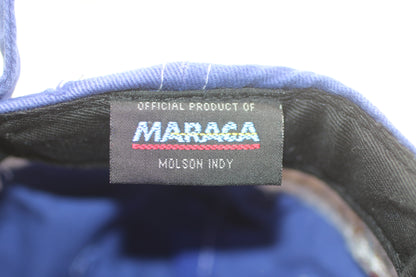 OFFICIAL PRODUCT OF
MARACA
MOLSON INDY